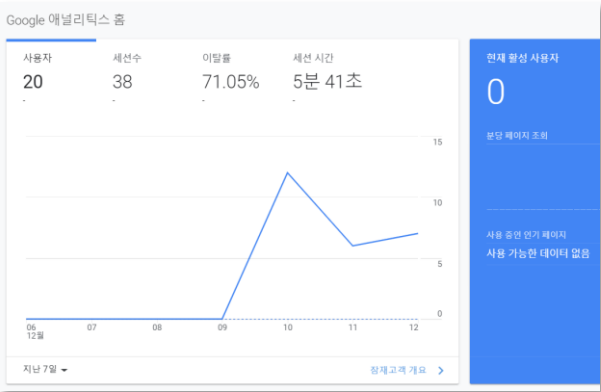 Google 애널리틱스 홈
사용자
20
-
세션수
38
-
이탈률
71.05%
-
세션 시간
5분 41초
-
15
10
5
0
06
12월
07
08
09
10
11
12
지난 7일
잠재고객 개요
현재 활성 사용자
0
분당 페이지 조회
사용 중인 인기 페이지
사용 가능한 데이터 없음